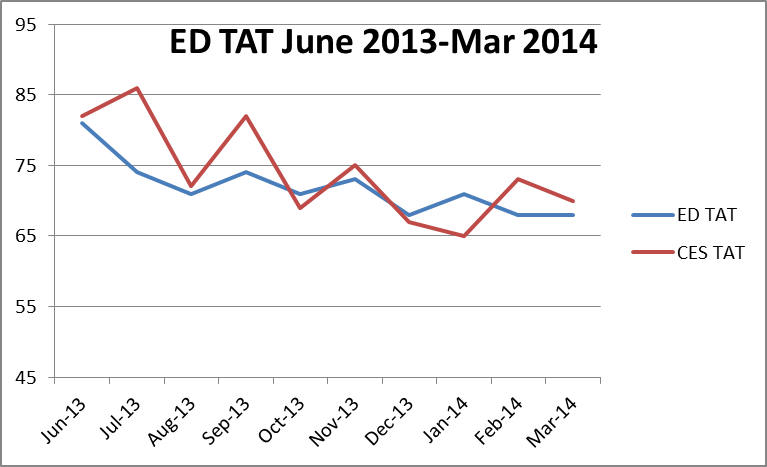 ED TAT June 2013-Mar 2014
95
85
75
65
55
45
Jun-13
Jul-13
Aug-13
Sep-13
Oct-13
Nov-13
Dec-13
Jan-14
Feb-14
Mar-14
ED TAT
CES TAT